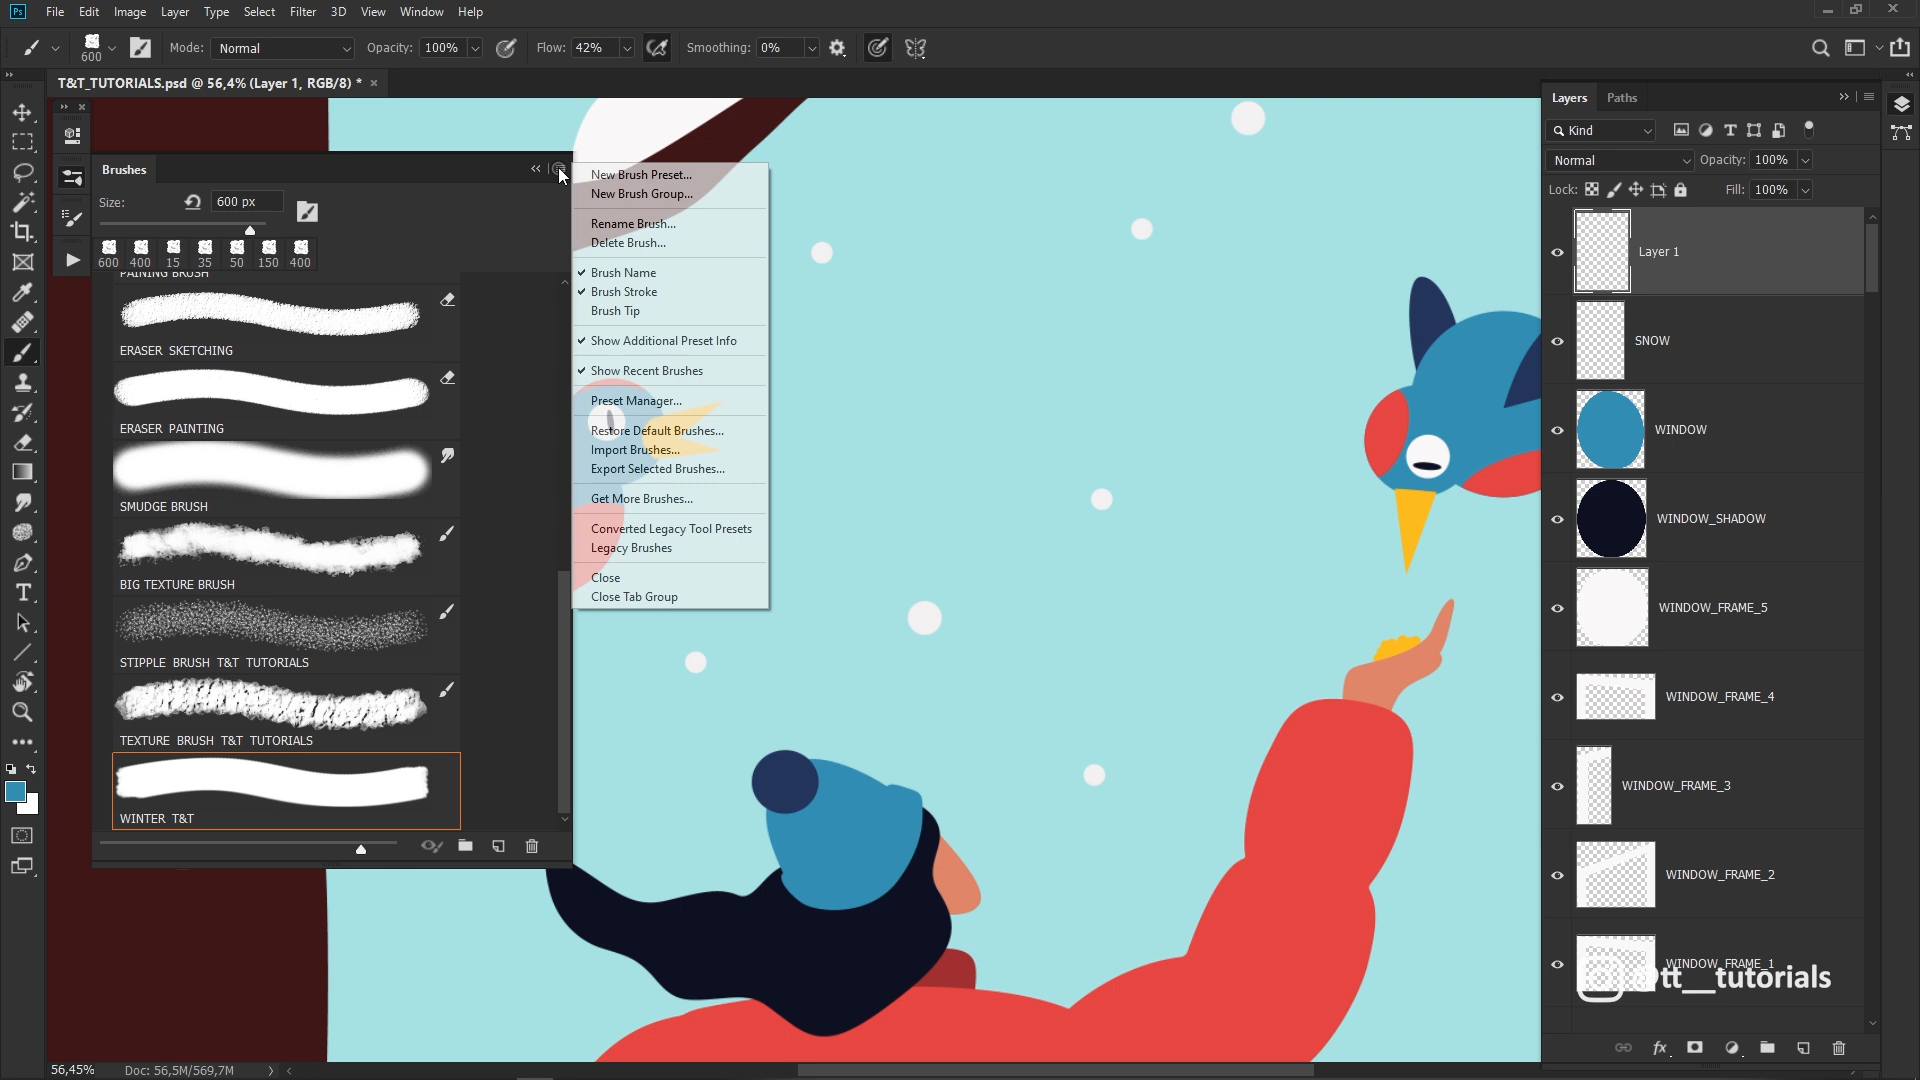 Ps File Edit Image Layer Type Select Filter 3D View Window Help
600 Mode: Normal Opacity: 100% Flow: 42% Smoothing: 0%
T&T_TUTORIALS.psd @ 56,4% (Layer 1, RGB/8) *
Brushes
Size: 600 px
600 400 15 35 50 150 400
PAINING BRUSH
ERASER SKETCHING
ERASER PAINTING
SMUDGE BRUSH
BIG TEXTURE BRUSH
STIPPLE BRUSH T&T TUTORIALS
TEXTURE BRUSH T&T TUTORIALS
WINTER T&T
New Brush Preset...
New Brush Group...
Rename Brush...
Delete Brush...
Brush Name
Brush Stroke
Brush Tip
Show Additional Preset Info
Show Recent Brushes
Preset Manager...
Restore Default Brushes...
Import Brushes...
Export Selected Brushes...
Get More Brushes...
Converted Legacy Tool Presets
Legacy Brushes
Close
Close Tab Group
Layers Paths
Kind
Normal Opacity: 100%
Lock: Fill: 100%
Layer 1
SNOW
WINDOW
WINDOW_SHADOW
WINDOW_FRAME_5
WINDOW_FRAME_4
WINDOW_FRAME_3
WINDOW_FRAME_2
WINDOW_FRAME_1
@tt__tutorials
56,45% Doc: 56,5M/569,7M